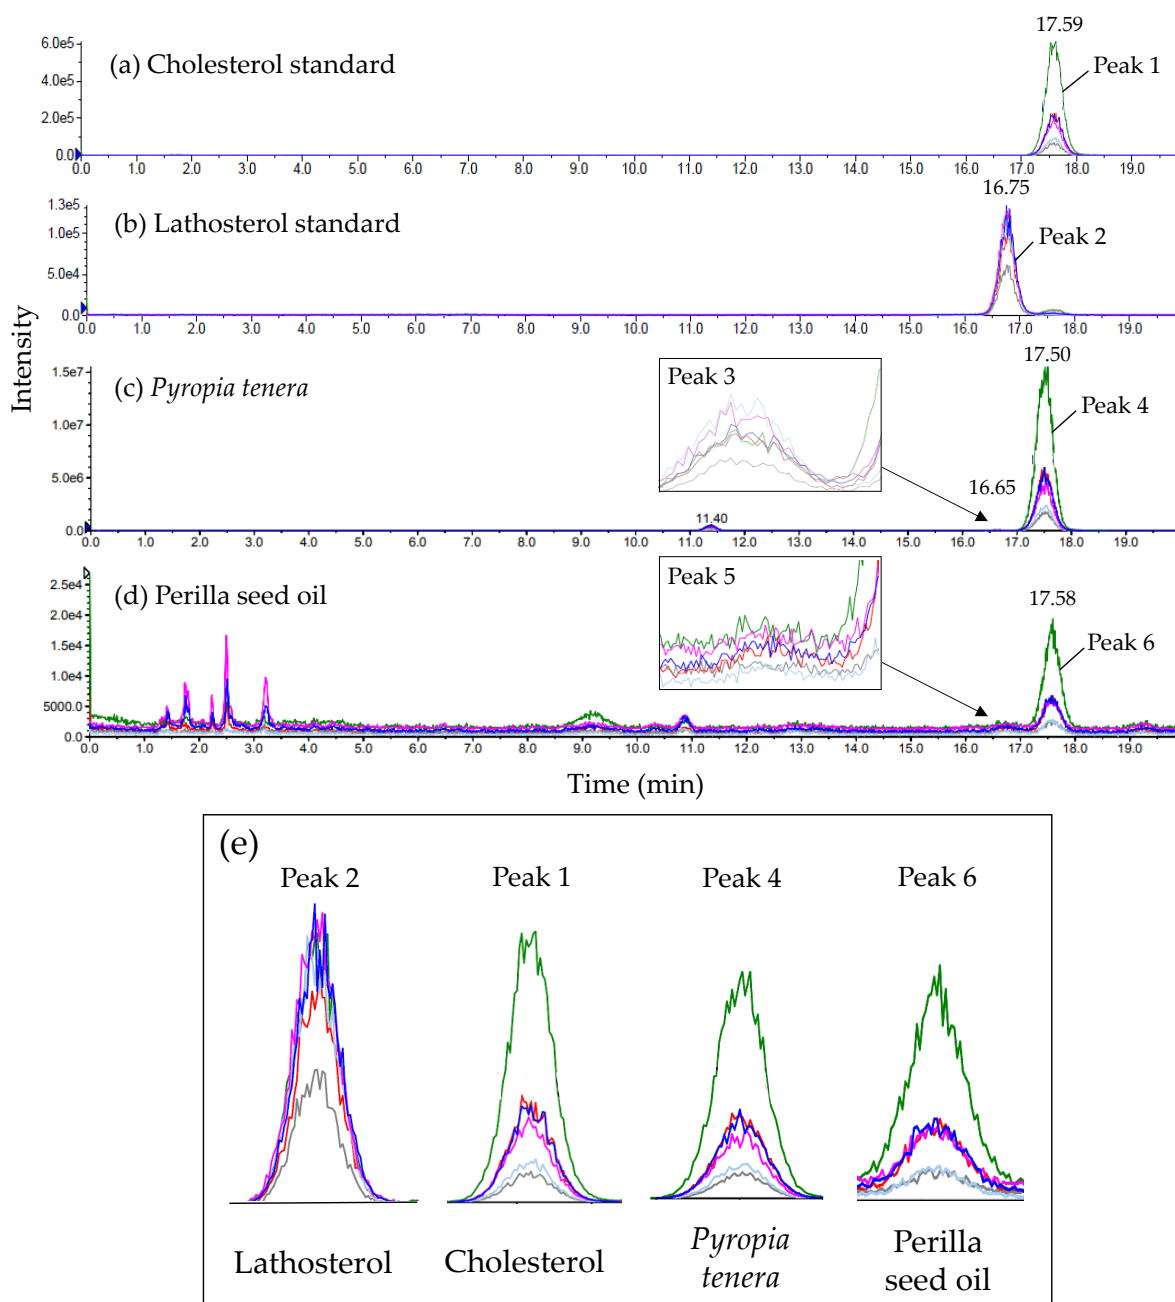 17.59
(a) Cholesterol standard
Peak 1
6.0e5
4.0e5
2.0e5
0.0
0.0 1.0 2.0 3.0 4.0 5.0 6.0 7.0 8.0 9.0 10.0 11.0 12.0 13.0 14.0 15.0 16.0 17.0 18.0 19.0
16.75
(b) Lathosterol standard
Peak 2
1.3e5
1.0e5
5.0e4
0.0
0.0 1.0 2.0 3.0 4.0 5.0 6.0 7.0 8.0 9.0 10.0 11.0 12.0 13.0 14.0 15.0 16.0 17.0 18.0 19.0
Intensity
17.50
(c) Pyropia tenera
Peak 3
Peak 4
16.65
11.40
1.5e7
1.0e7
5.0e6
0.0
0.0 1.0 2.0 3.0 4.0 5.0 6.0 7.0 8.0 9.0 10.0 11.0 12.0 13.0 14.0 15.0 16.0 17.0 18.0 19.0
(d) Perilla seed oil
Peak 5
17.58
Peak 6
2.5e4
2.0e4
1.5e4
1.0e4
5000.0
0.0
0.0 1.0 2.0 3.0 4.0 5.0 6.0 7.0 8.0 9.0 10.0 11.0 12.0 13.0 14.0 15.0 16.0 17.0 18.0 19.0
Time (min)
(e)
Peak 2 Peak 1 Peak 4 Peak 6
Lathosterol
Cholesterol
Pyropia
tenera
Perilla
seed oil